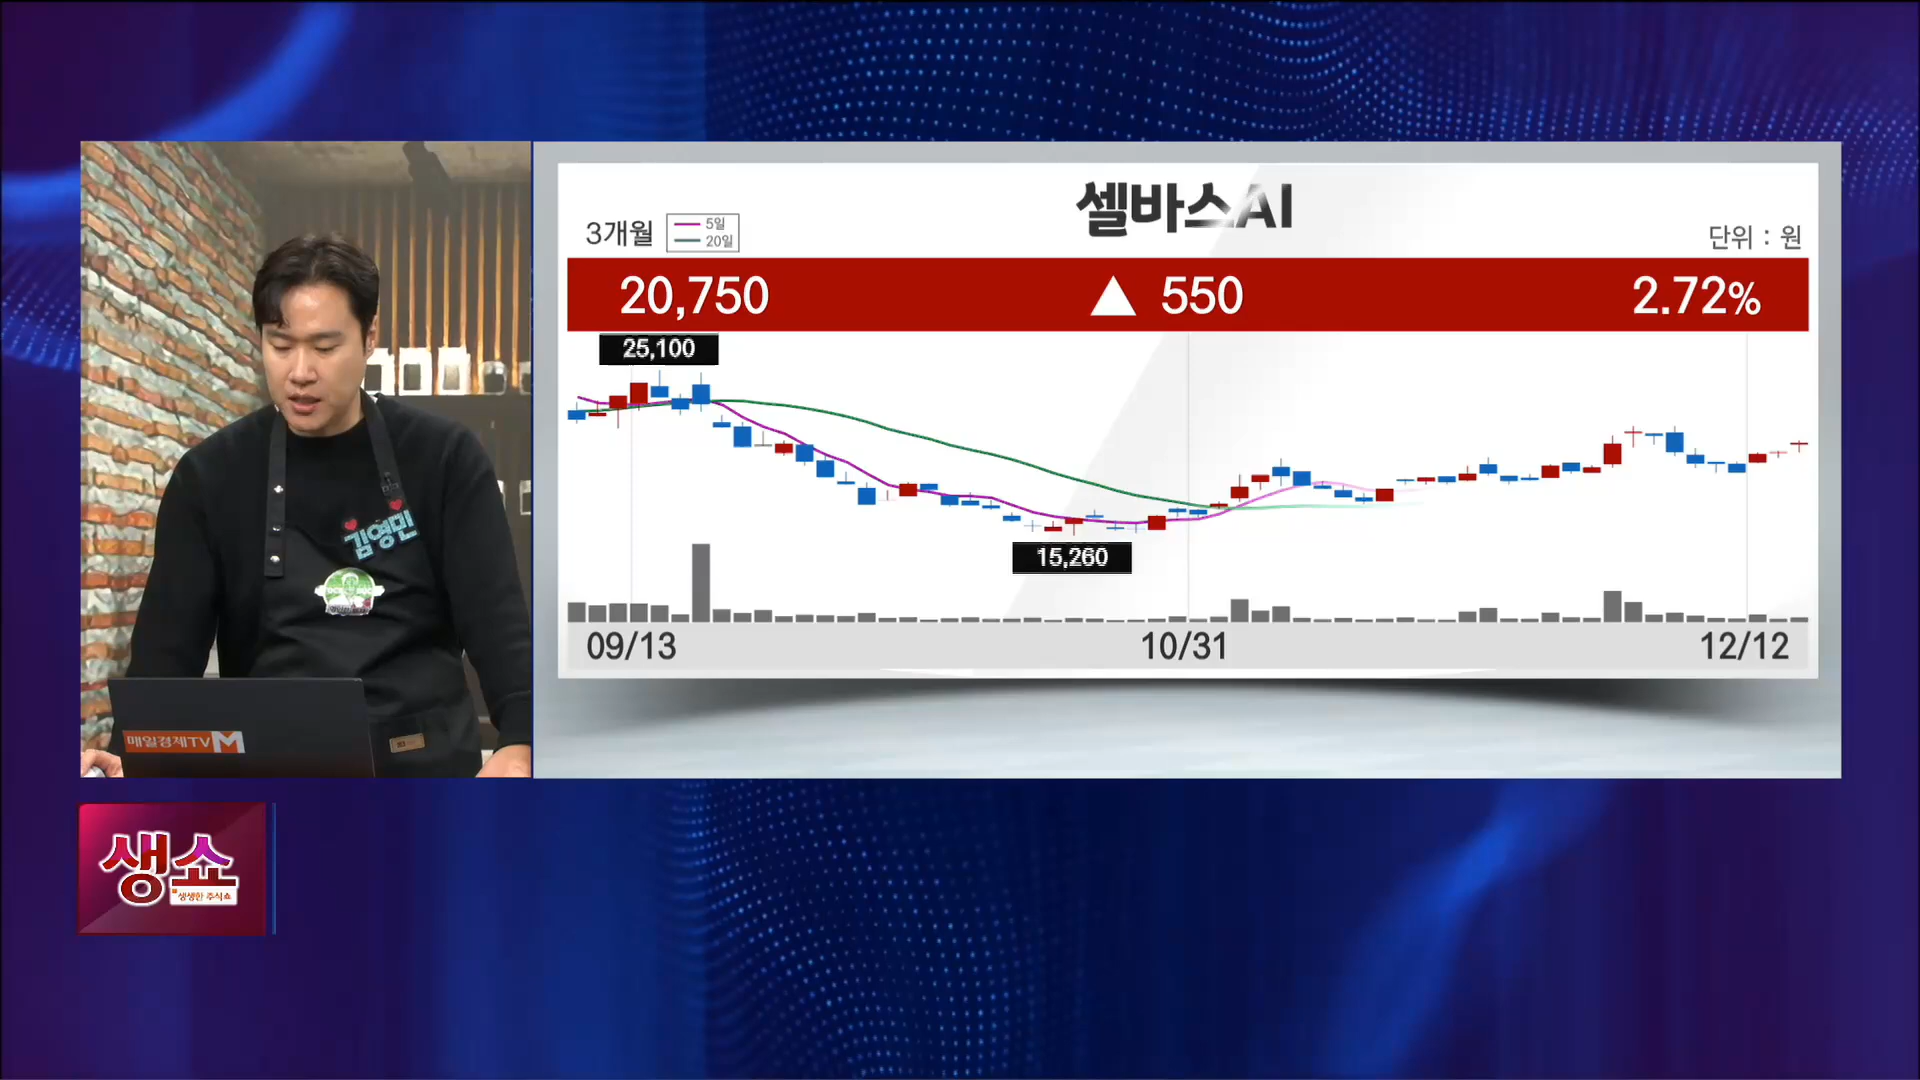 셀바스AI
3개월
5일
20일
단위 : 원
20,750 ▲ 550 2.72%
25,100
15,260
09/13 10/31 12/12
김영민
매일경제TV M
생쇼
생생한 주식쇼